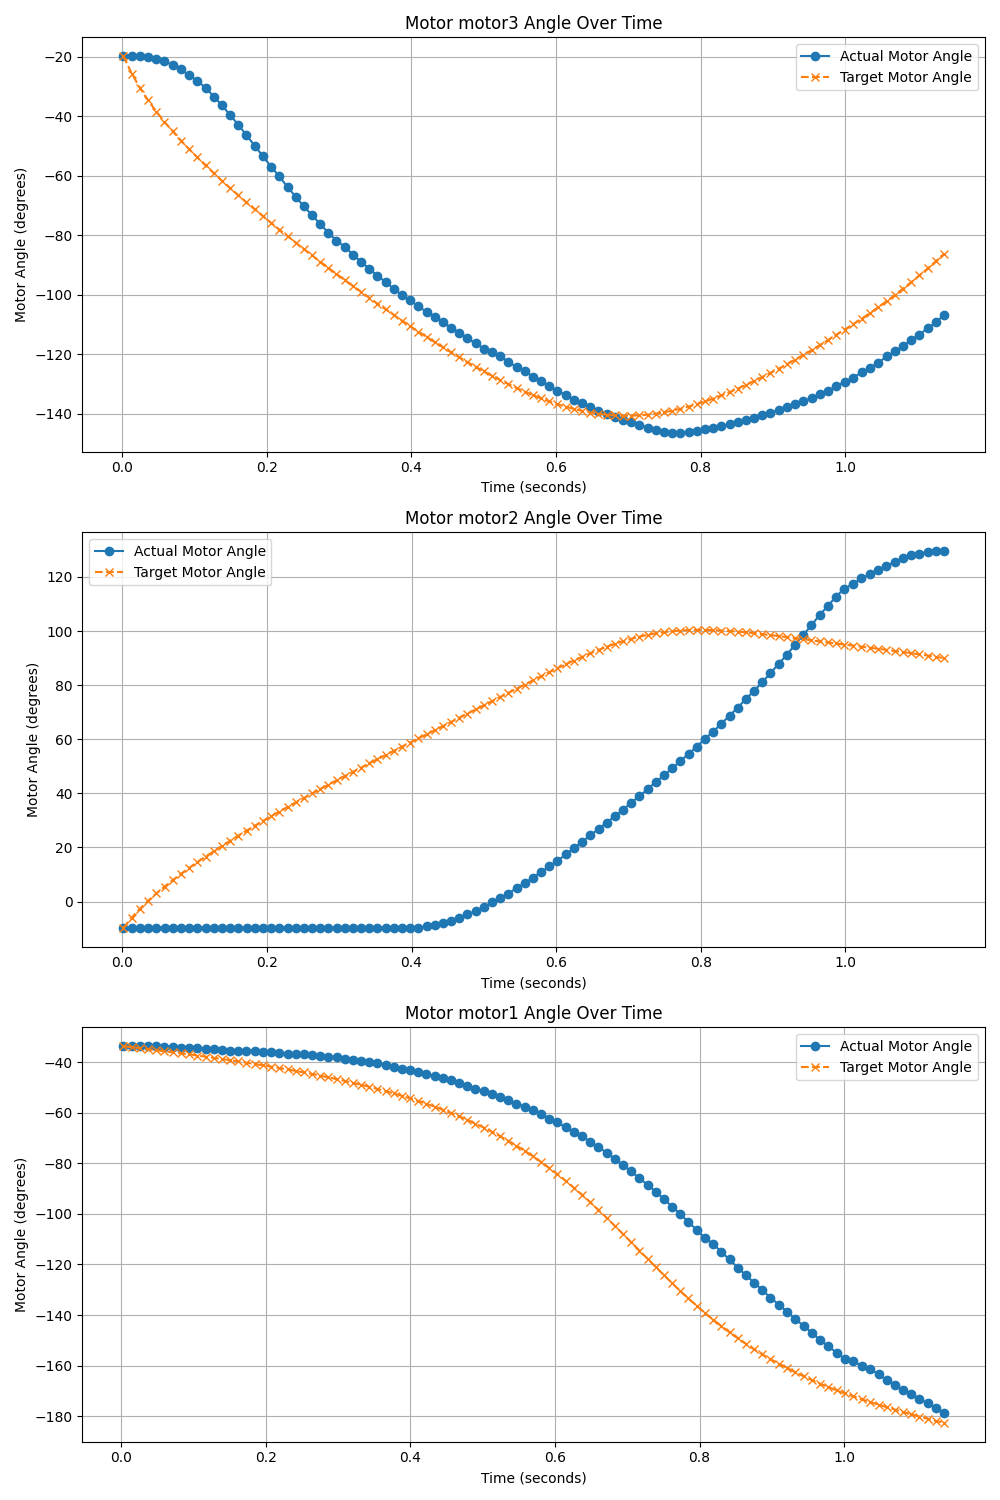 Motor motor3 Angle Over Time
Motor Angle (degrees)
−20
−40
−60
−80
−100
−120
−140
Actual Motor Angle
Target Motor Angle
0.0 0.2 0.4 0.6 0.8 1.0
Time (seconds)
Motor motor2 Angle Over Time
Motor Angle (degrees)
120
100
80
60
40
20
0
Actual Motor Angle
Target Motor Angle
0.0 0.2 0.4 0.6 0.8 1.0
Time (seconds)
Motor motor1 Angle Over Time
Motor Angle (degrees)
−40
−60
−80
−100
−120
−140
−160
−180
Actual Motor Angle
Target Motor Angle
0.0 0.2 0.4 0.6 0.8 1.0
Time (seconds)